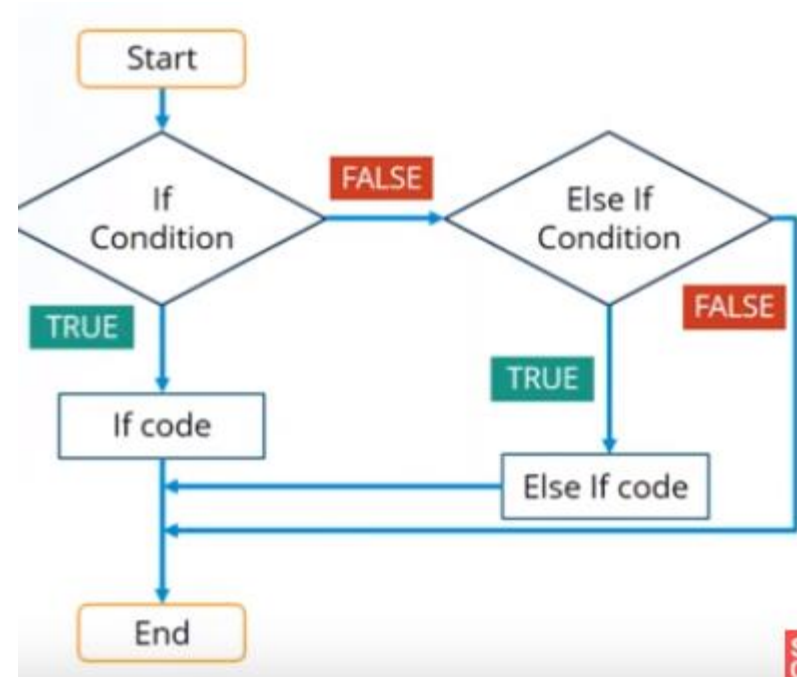 Start
If
Condition
FALSE
Else If
Condition
TRUE
FALSE
If code
TRUE
Else If code
End